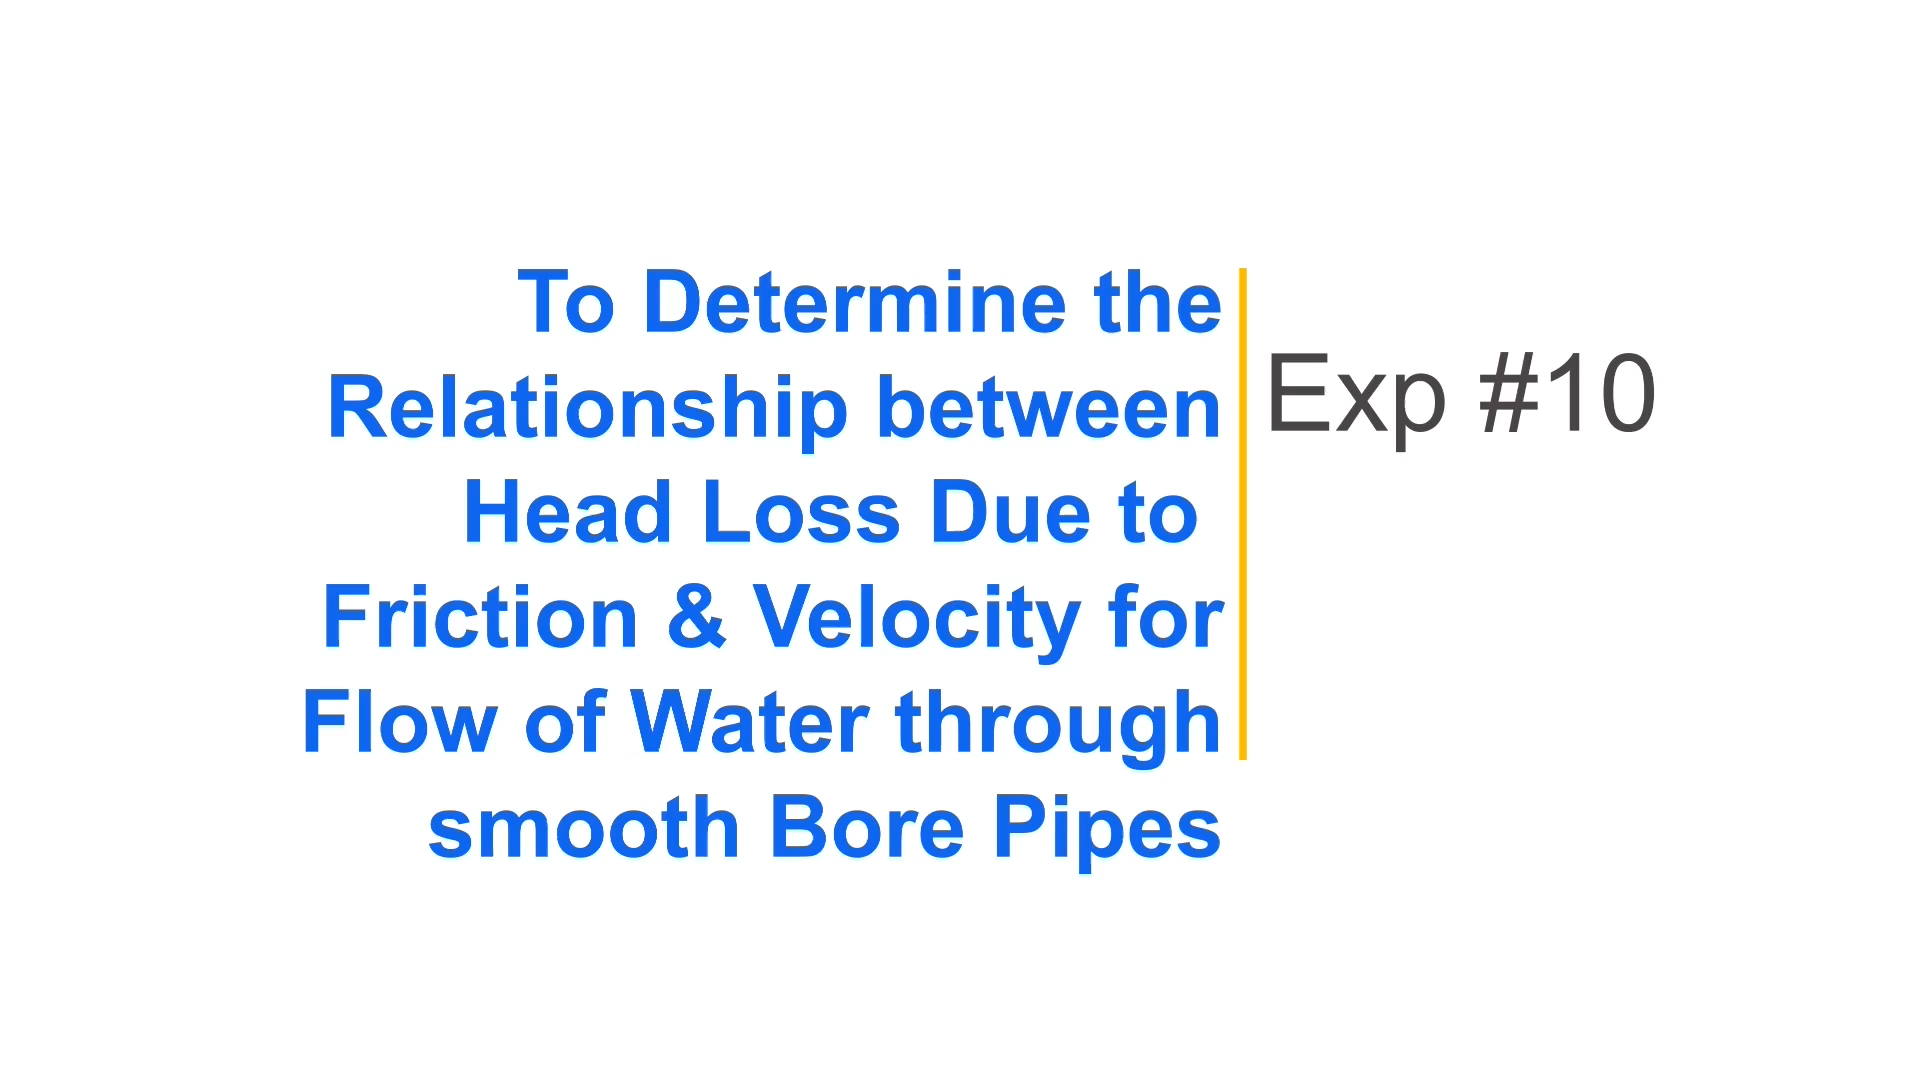 To Determine the
Relationship between
Head Loss Due to
Friction & Velocity for
Flow of Water through
smooth Bore Pipes
Exp #10